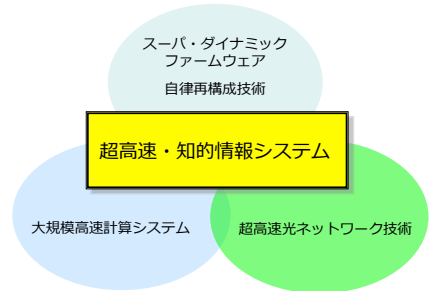 スーパ・ダイナミック
ファームウェア
自律再構成技術
超高速・知的情報システム
大規模高速計算システム
超高速光ネットワーク技術